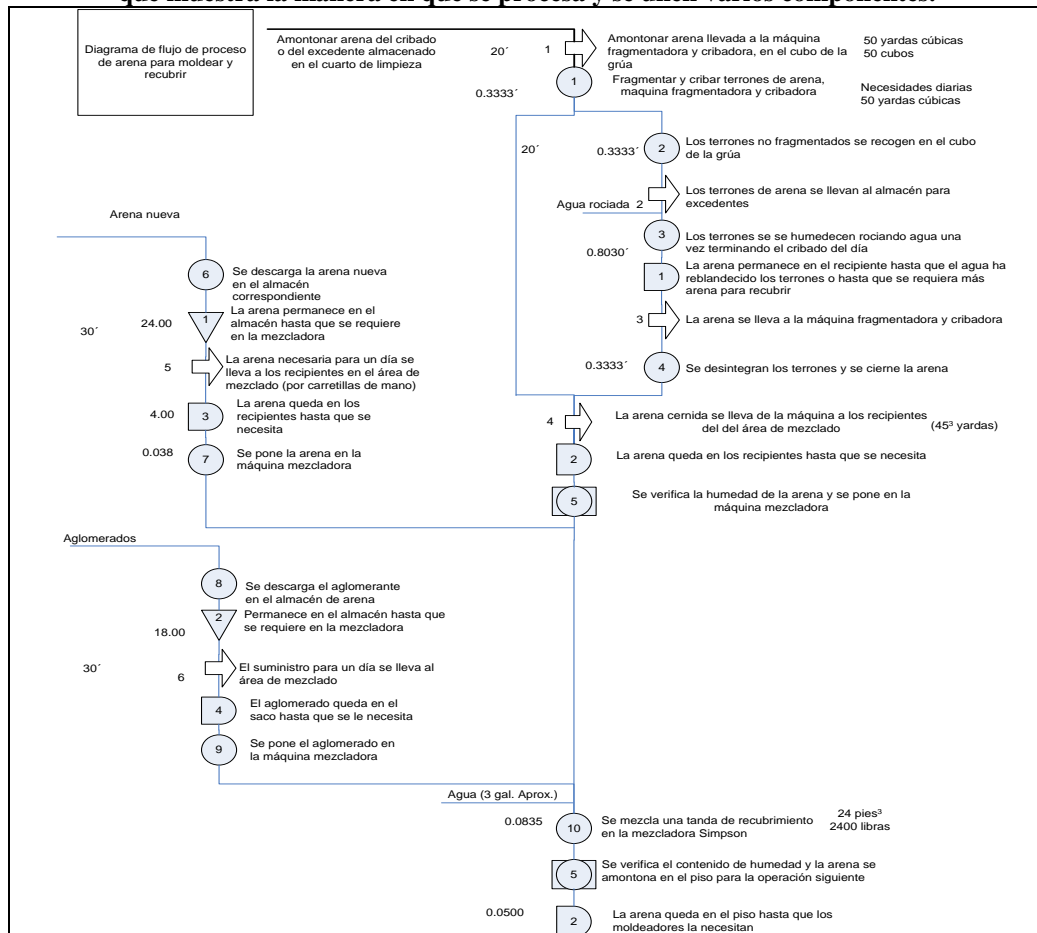 que muestra la manera en que se procesa y se unen varios componentes.
Diagrama de flujo de proceso
de arena para moldear y
recubrir
Amontonar arena del cribado
o del excedente almacenado
en el cuarto de limpieza
20´
1
Amontonar arena llevada a la máquina
fragmentadora y cribadora, en el cubo de la
grúa
50 yardas cúbicas
50 cubos
0.3333´
1
Fragmentar y cribar terrones de arena,
maquina fragmentadora y cribadora
Necesidades diarias
50 yardas cúbicas
20´
0.3333´
2
Los terrones no fragmentados se recogen en el cubo
de la grúa
Los terrones de arena se llevan al almacén para
excedentes
Agua rociada 2
3
Los terrones se se humedecen rociando agua una
vez terminando el cribado del día
0.8030´
1
La arena permanece en el recipiente hasta que el agua ha
reblandecido los terrones o hasta que se requiera más
arena para recubrir
3
La arena se lleva a la máquina fragmentadora y cribadora
0.3333´
4
Se desintegran los terrones y se cierne la arena
Arena nueva
6
Se descarga la arena nueva
en el almacén
correspondiente
24.00
1
La arena permanece en el
almacén hasta que se requiere
en la mezcladora
30´
5
La arena necesaria para un día se
lleva a los recipientes en el área de
mezclado (por carretillas de mano)
4.00
3
La arena queda en los
recipientes hasta que se
necesita
0.038
7
Se pone la arena en la
máquina mezcladora
4
La arena cernida se lleva de la máquina a los recipientes
del del área de mezclado
(45³ yardas)
2
La arena queda en los recipientes hasta que se necesita
5
Se verifica la humedad de la arena y se pone en la
máquina mezcladora
Aglomerados
8
Se descarga el aglomerante
en el almacén de arena
2
Permanece en el almacén hasta que
se requiere en la mezcladora
18.00
30´
6
El suministro para un día se lleva al
área de mezclado
4
El aglomerado queda en el
saco hasta que se le necesita
9
Se pone el aglomerado en
la máquina mezcladora
Agua (3 gal. Aprox.)
0.0835
10
Se mezcla una tanda de recubrimiento
en la mezcladora Simpson
24 pies³
2400 libras
5
Se verifica el contenido de humedad y la arena se
amontona en el piso para la operación siguiente
0.0500
2
La arena queda en el piso hasta que los
moldeadores la necesitan